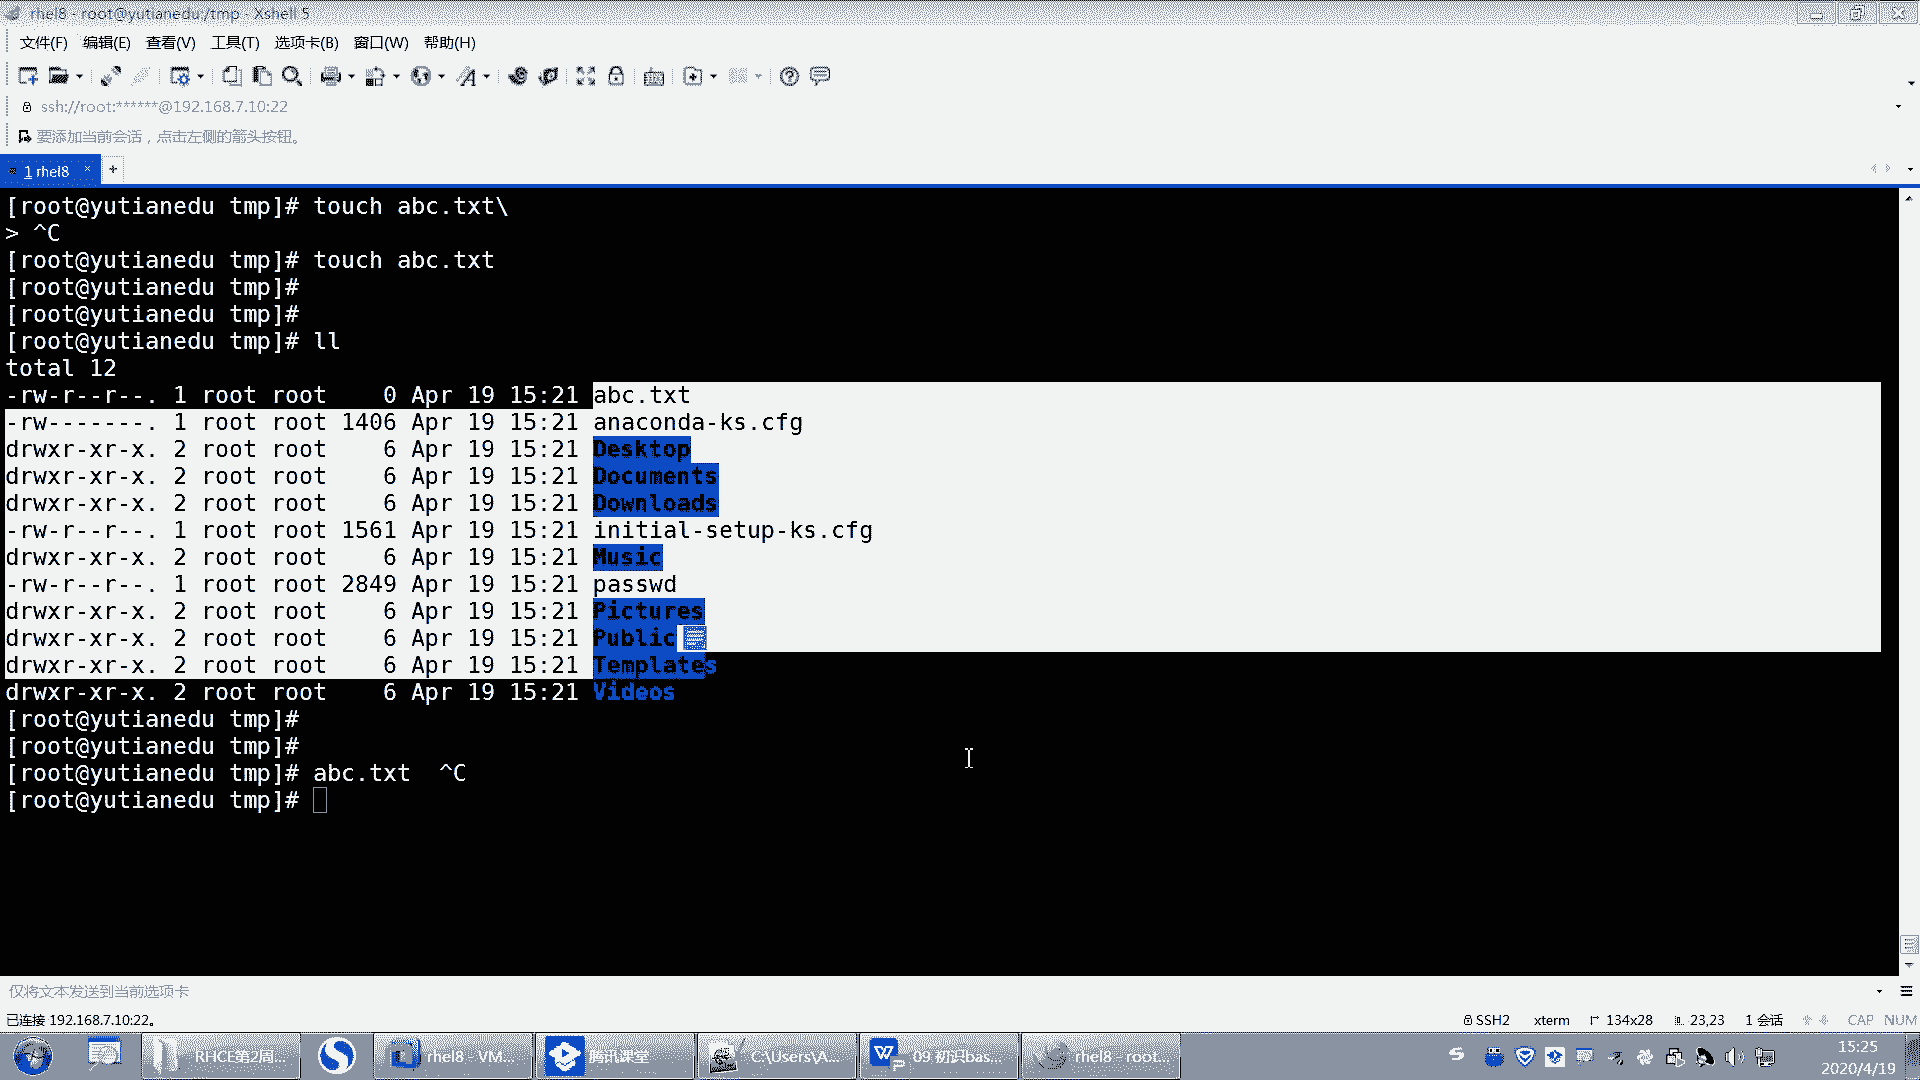 rhel8 - root@yutianedu:/tmp - Xshell 5
文件(F) 编辑(E) 查看(V) 工具(T) 选项卡(B) 窗口(W) 帮助(H)
ssh://root:******@192.168.7.10:22
要添加当前会话，点击左侧的箭头按钮。
1 rhel8 × +
[root@yutianedu tmp]# touch abc.txt\
> ^C
[root@yutianedu tmp]# touch abc.txt
[root@yutianedu tmp]#
[root@yutianedu tmp]#
[root@yutianedu tmp]# ll
total 12
-rw-r--r--. 1 root root    0 Apr 19 15:21 abc.txt
-rw-------. 1 root root 1406 Apr 19 15:21 anaconda-ks.cfg
drwxr-xr-x. 2 root root    6 Apr 19 15:21 Desktop
drwxr-xr-x. 2 root root    6 Apr 19 15:21 Documents
drwxr-xr-x. 2 root root    6 Apr 19 15:21 Downloads
-rw-r--r--. 1 root root 1561 Apr 19 15:21 initial-setup-ks.cfg
drwxr-xr-x. 2 root root    6 Apr 19 15:21 Music
-rw-r--r--. 1 root root 2849 Apr 19 15:21 passwd
drwxr-xr-x. 2 root root    6 Apr 19 15:21 Pictures
drwxr-xr-x. 2 root root    6 Apr 19 15:21 Public
drwxr-xr-x. 2 root root    6 Apr 19 15:21 Templates
drwxr-xr-x. 2 root root    6 Apr 19 15:21 Videos
[root@yutianedu tmp]#
[root@yutianedu tmp]#
[root@yutianedu tmp]# abc.txt  ^C
[root@yutianedu tmp]#
仅将文本发送到当前选项卡
已连接 192.168.7.10:22。 SSH2 xterm 134x28 23,23 1 会话 CAP NUM
RHCE第2周... rhel8 - VM... 腾讯课堂 C:\Users\A... 09 初识bas... rhel8 - root... 15:25
2020/4/19